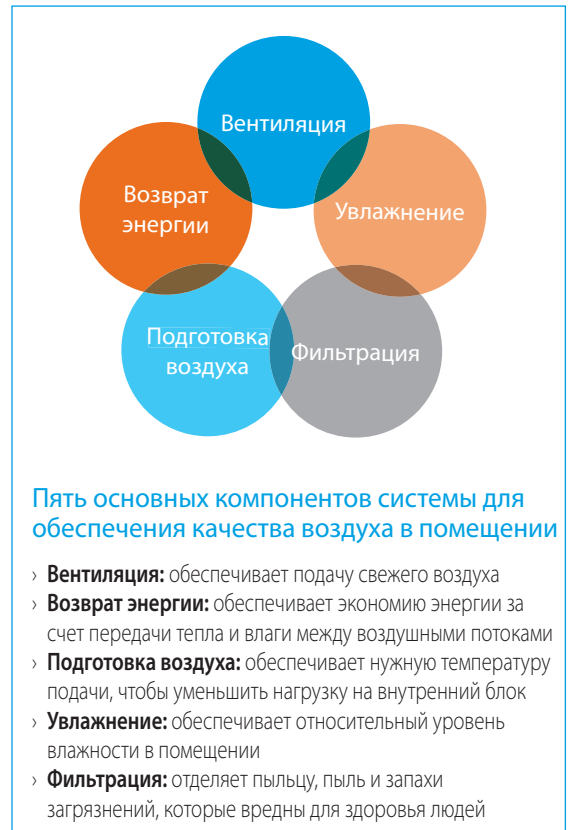 Вентиляция
Возврат
энергии
Увлажнение
Подготовка
воздуха
Фильтрация
Пять основных компонентов системы для
обеспечения качества воздуха в помещении
› Вентиляция: обеспечивает подачу свежего воздуха
› Возврат энергии: обеспечивает экономию энергии за
счет передачи тепла и влаги между воздушными потоками
› Подготовка воздуха: обеспечивает нужную температуру
подачи, чтобы уменьшить нагрузку на внутренний блок
› Увлажнение: обеспечивает относительный уровень
влажности в помещении
› Фильтрация: отделяет пыльцу, пыль и запахи
загрязнений, которые вредны для здоровья людей